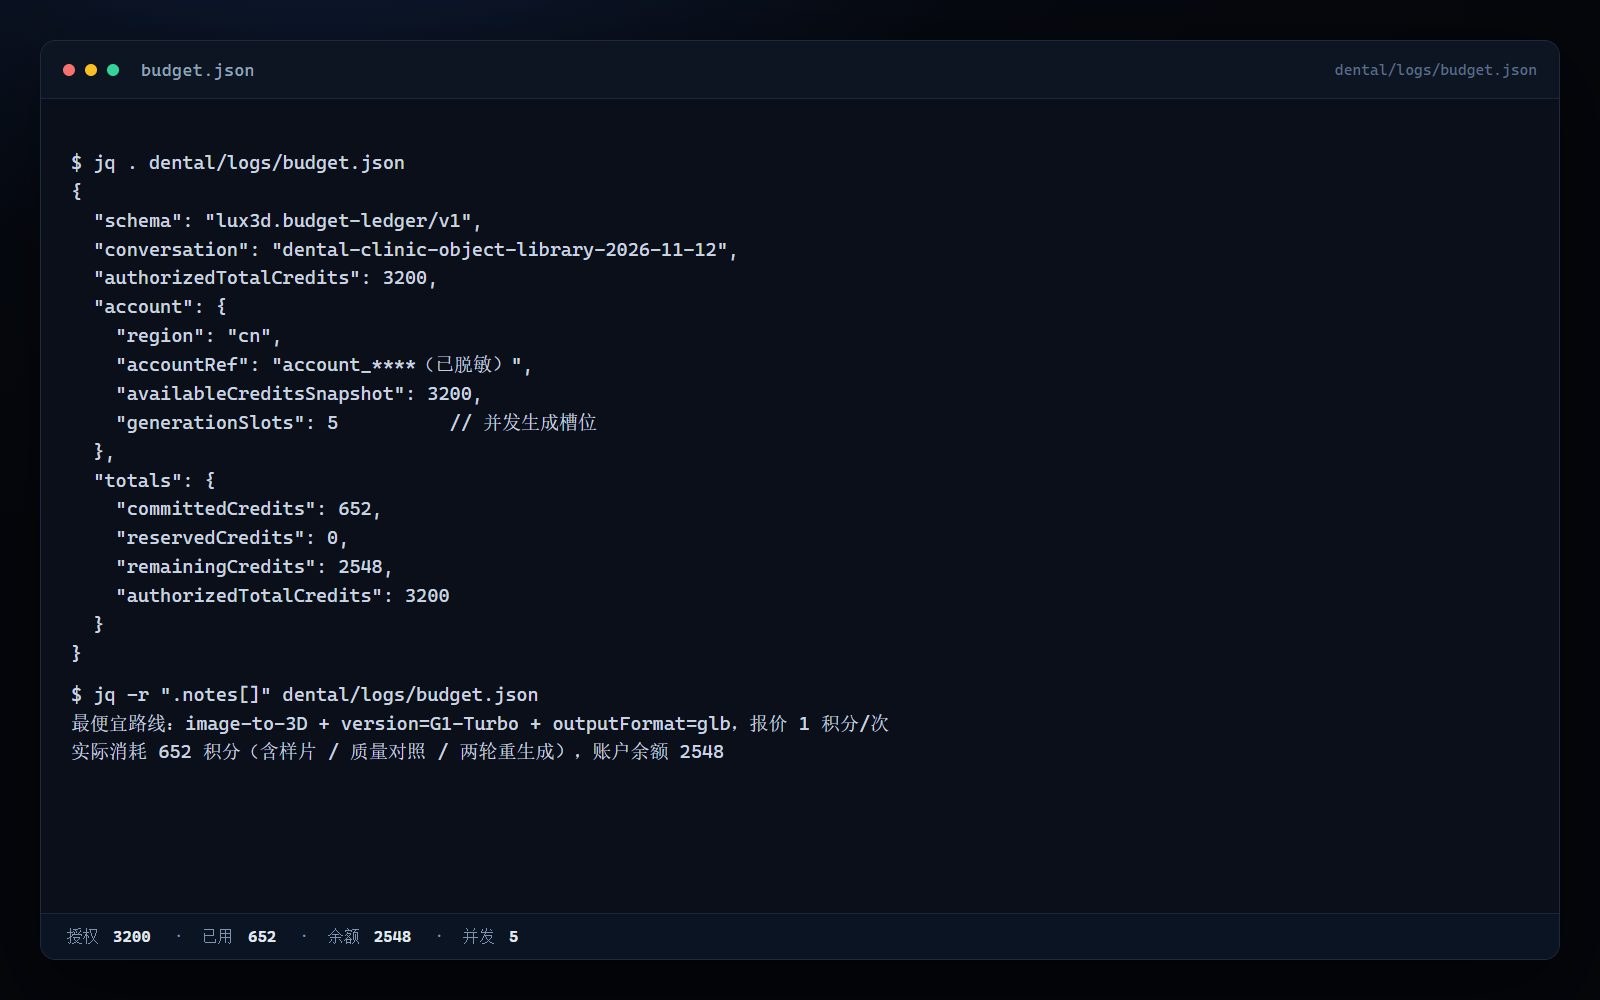 budget.json
dental/logs/budget.json
$ jq . dental/logs/budget.json
{
  "schema": "lux3d.budget-ledger/v1",
  "conversation": "dental-clinic-object-library-2026-11-12",
  "authorizedTotalCredits": 3200,
  "account": {
    "region": "cn",
    "accountRef": "account_****（已脱敏）",
    "availableCreditsSnapshot": 3200,
    "generationSlots": 5          // 并发生成槽位
  },
  "totals": {
    "committedCredits": 652,
    "reservedCredits": 0,
    "remainingCredits": 2548,
    "authorizedTotalCredits": 3200
  }
}
$ jq -r ".notes[]" dental/logs/budget.json
最便宜路线：image-to-3D + version=G1-Turbo + outputFormat=glb，报价 1 积分/次
实际消耗 652 积分（含样片 / 质量对照 / 两轮重生成），账户余额 2548
授权 3200 · 已用 652 · 余额 2548 · 并发 5